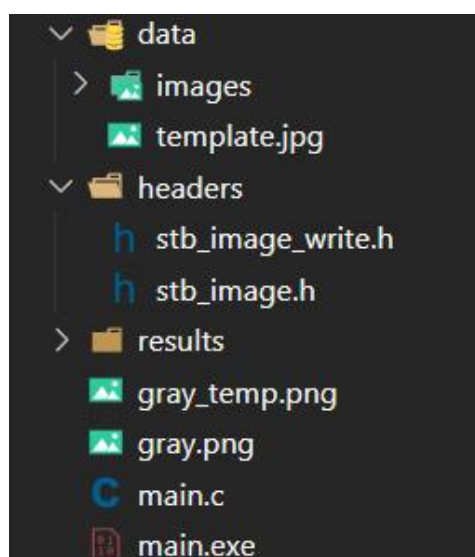 data
images
template.jpg
headers
stb_image_write.h
stb_image.h
results
gray_temp.png
gray.png
main.c
main.exe